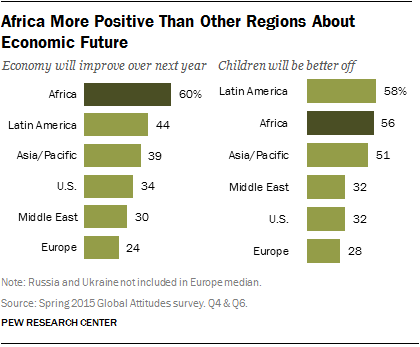 Africa More Positive Than Other Regions About
Economic Future
Economy will improve over next year
Africa 60%
Latin America 44
Asia/Pacific 39
U.S. 34
Middle East 30
Europe 24
Children will be better off
Latin America 58%
Africa 56
Asia/Pacific 51
Middle East 32
U.S. 32
Europe 28
Note: Russia and Ukraine not included in Europe median.
Source: Spring 2015 Global Attitudes survey. Q4 & Q6.
PEW RESEARCH CENTER